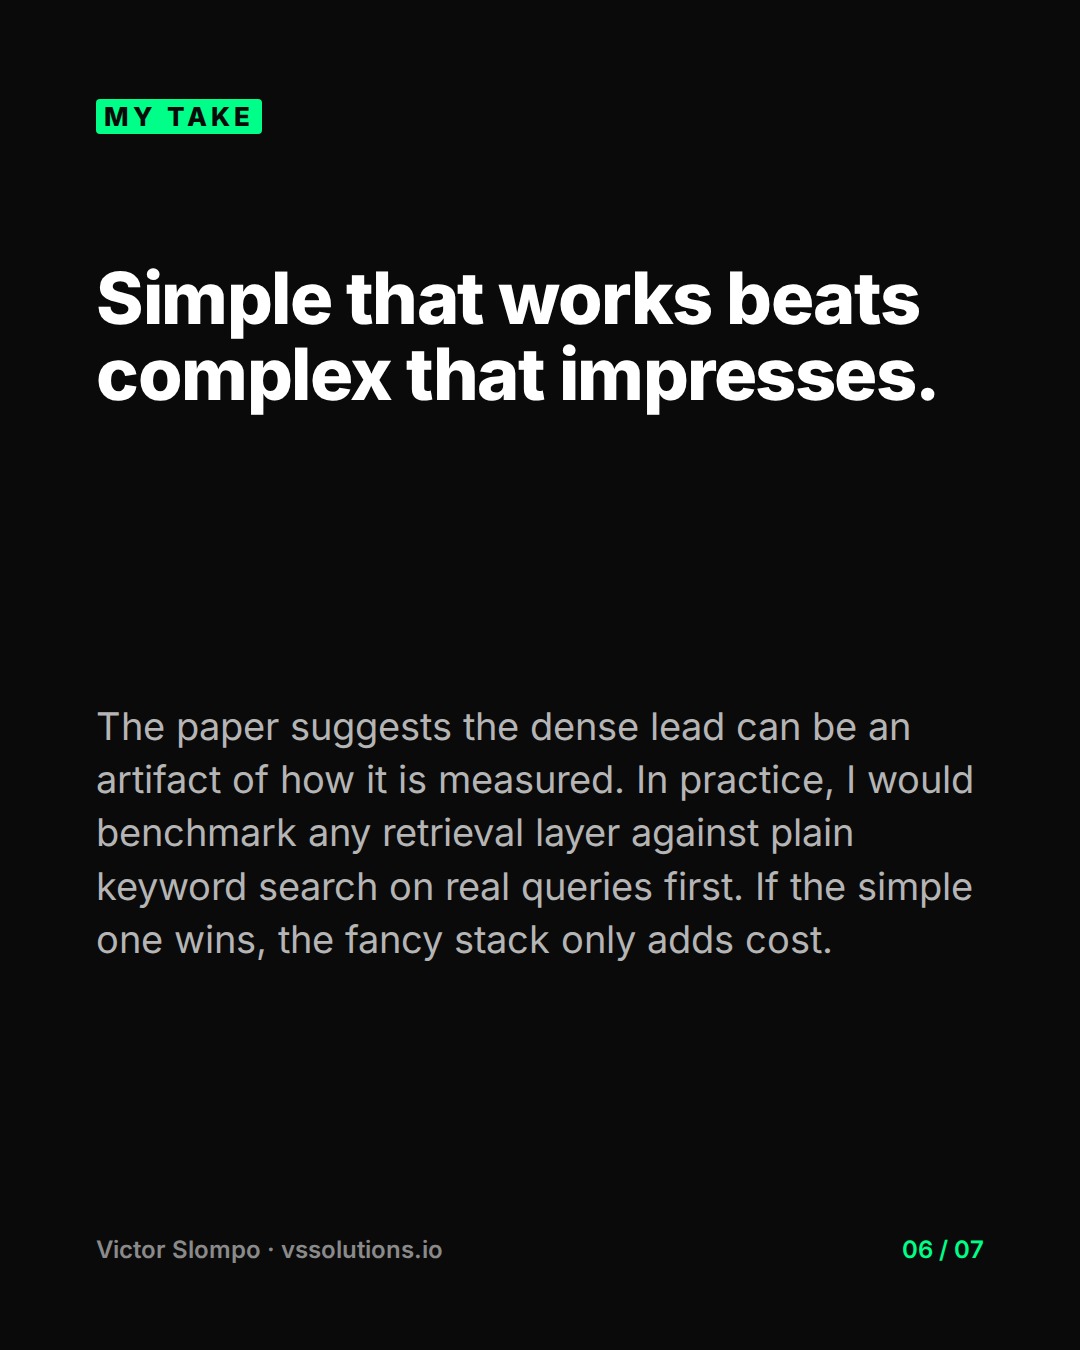 MY TAKE
Simple that works beats
complex that impresses.
The paper suggests the dense lead can be an
artifact of how it is measured. In practice, I would
benchmark any retrieval layer against plain
keyword search on real queries first. If the simple
one wins, the fancy stack only adds cost.
Victor Slompo · vssolutions.io
06 / 07